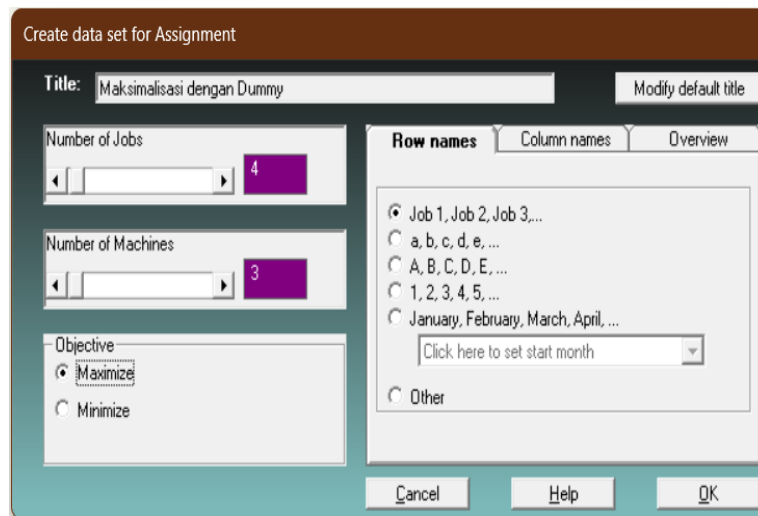 Create data set for Assignment
Title: Maksimalisasi dengan Dummy Modify default title
Number of Jobs
4
Number of Machines
3
Objective
Maximize
Minimize
Row names Column names Overview
Job 1, Job 2, Job 3,...
a, b, c, d, e, ...
A, B, C, D, E, ...
1, 2, 3, 4, 5, ...
January, February, March, April, ...
Click here to set start month
Other
Cancel Help OK